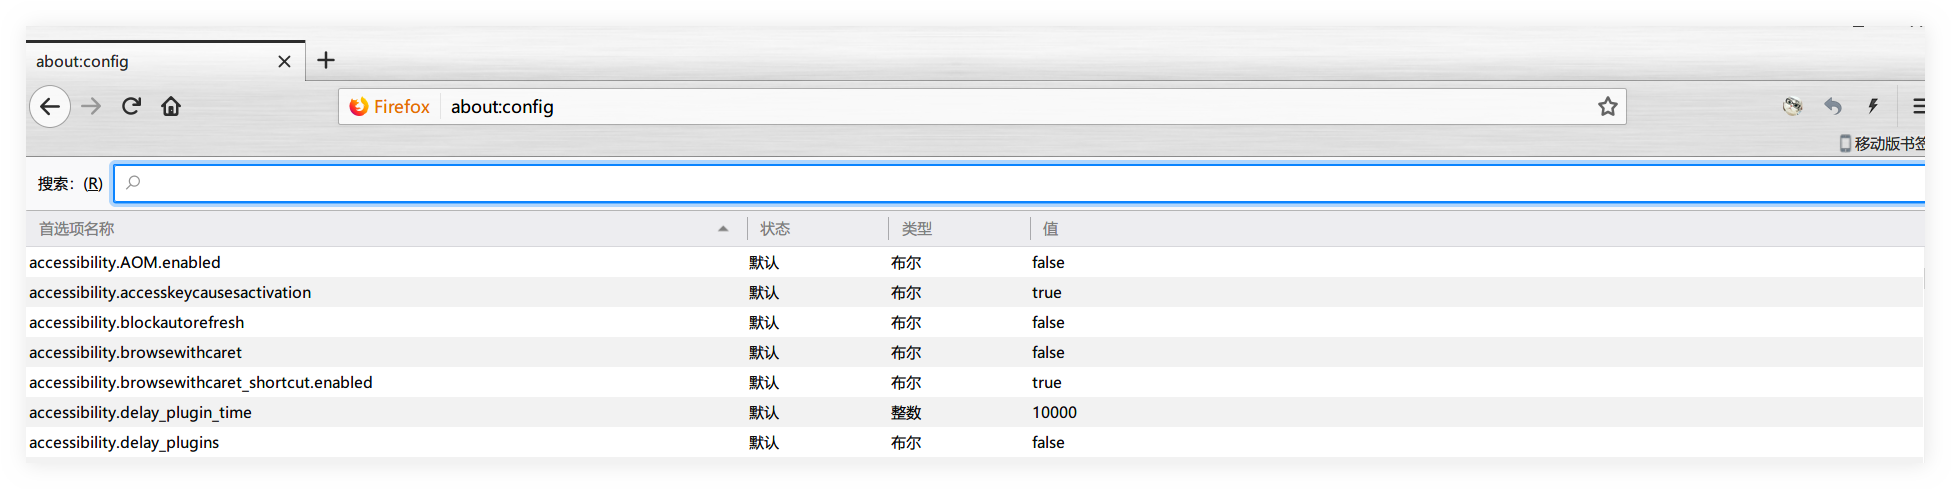 about:config
Firefox about:config
移动版书签
搜索：(R)
首选项名称 状态 类型 值
accessibility.AOM.enabled 默认 布尔 false
accessibility.accesskeycausesactivation 默认 布尔 true
accessibility.blockautorefresh 默认 布尔 false
accessibility.browsewithcaret 默认 布尔 false
accessibility.browsewithcaret_shortcut.enabled 默认 布尔 true
accessibility.delay_plugin_time 默认 整数 10000
accessibility.delay_plugins 默认 布尔 false